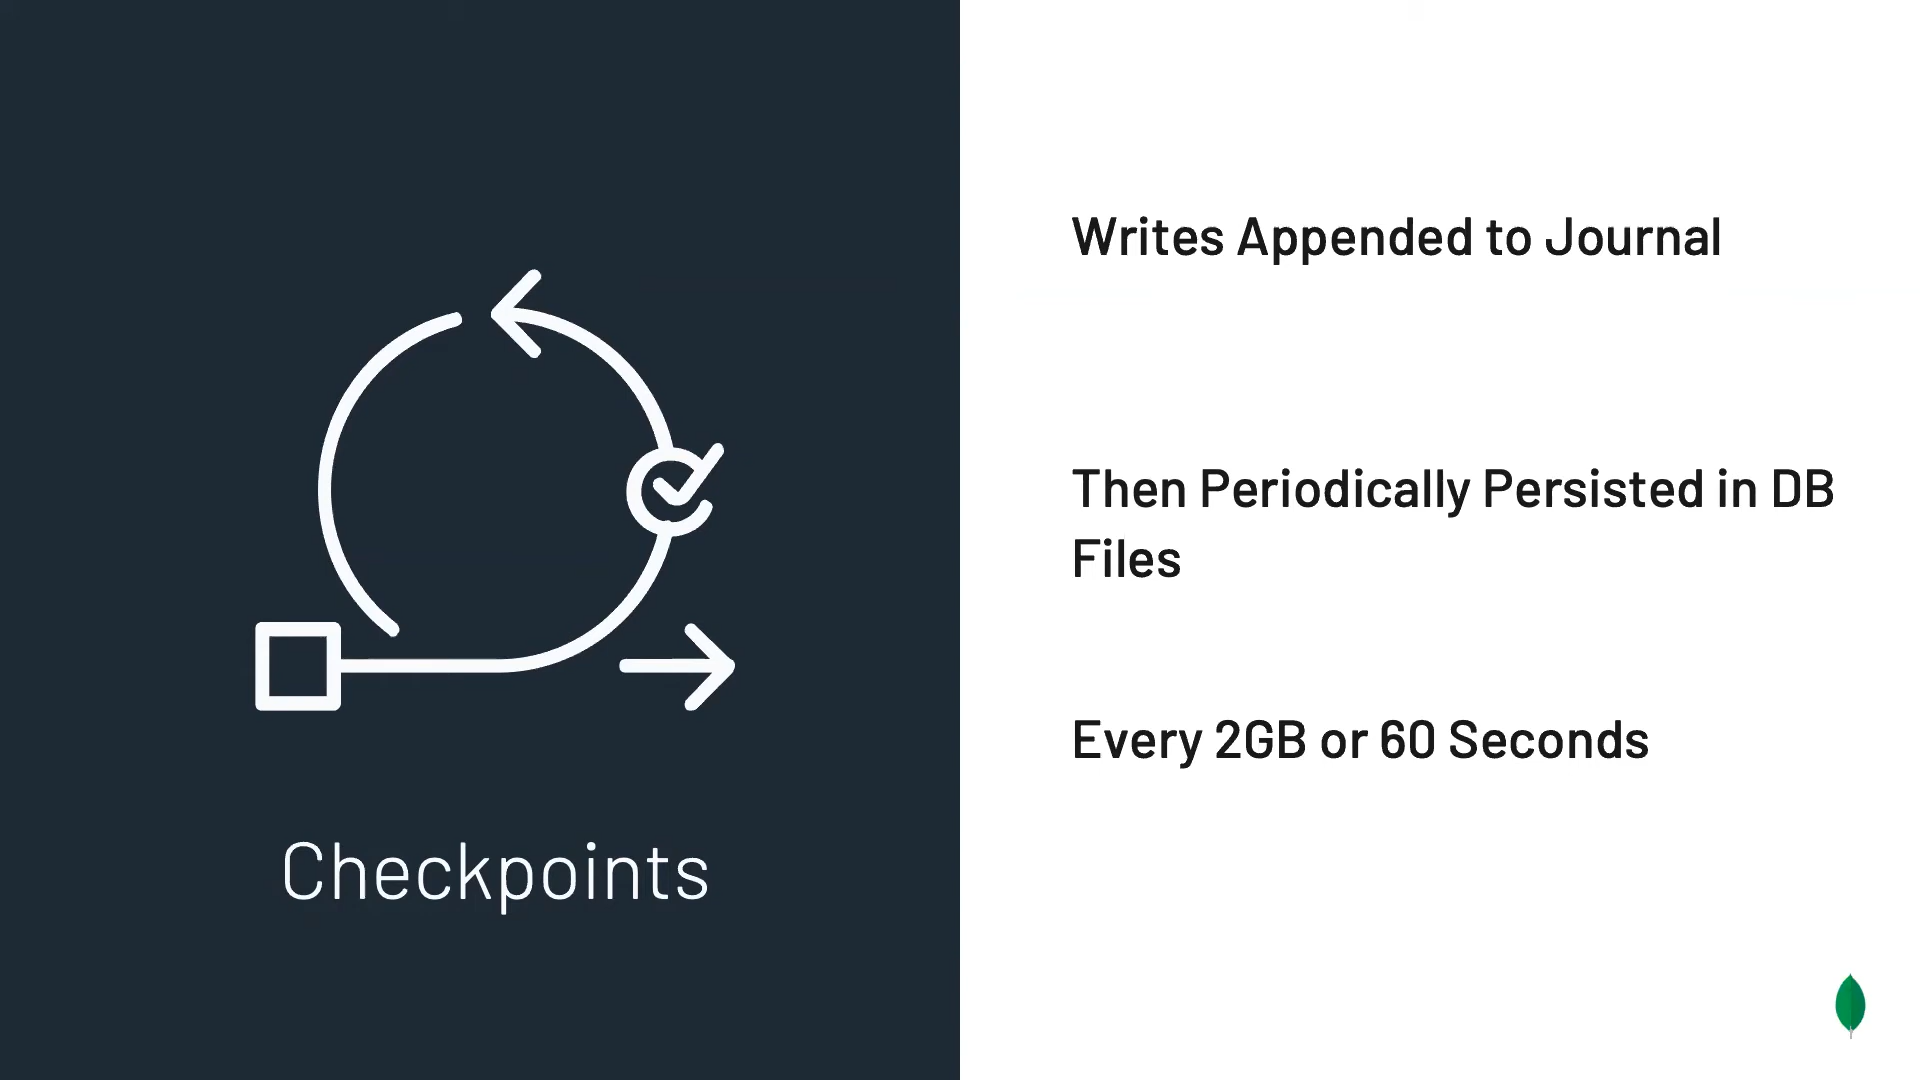 Checkpoints
Writes Appended to Journal
Then Periodically Persisted in DB
Files
Every 2GB or 60 Seconds